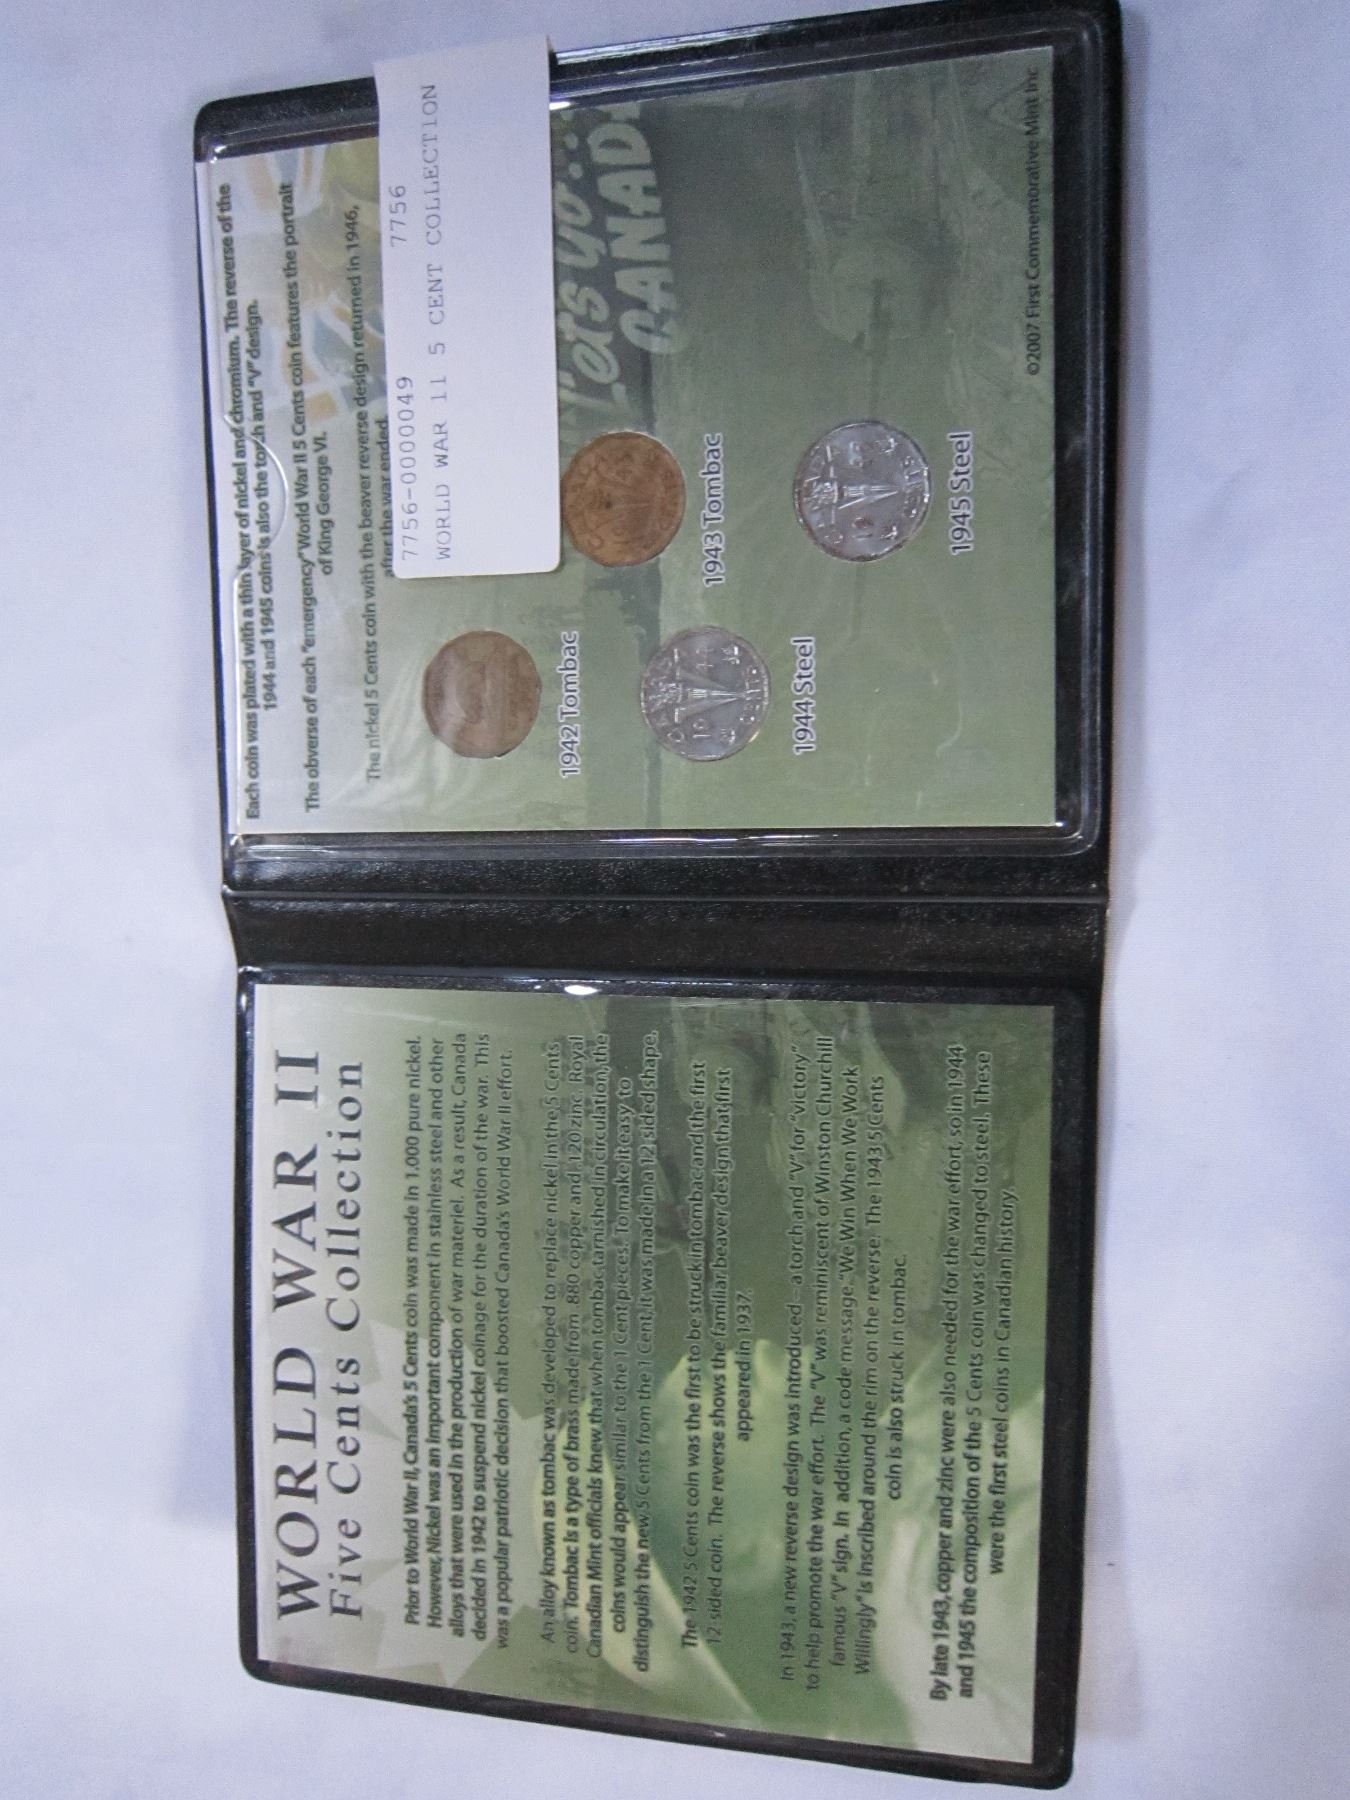 WORLD WAR II
Five Cents Collection
Prior to World War II, Canada's 5 Cents coin was made in 1.000 pure nickel.
However, Nickel was an important component in stainless steel and other
alloys that were used in the production of war materiel. As a result, Canada
decided in 1942 to suspend nickel coinage for the duration of the war. This
was a popular patriotic decision that boosted Canada's World War II effort.
An alloy known as tombac was developed to replace nickel in the 5 Cents
coin. Tombac is a type of brass made from .880 copper and .120 zinc. Royal
Canadian Mint officials knew that when tombac tarnished in circulation, the
coins would appear similar to the 1 Cent pieces. To make it easy to
distinguish the new 5 Cents from the 1 Cent, it was made in a 12 sided shape.
The 1942 5 Cents coin was the first to be struck in tombac and the first
12 sided coin. The reverse shows the familiar beaver design that first
appeared in 1937.
In 1943, a new reverse design was introduced – a torch and "V" for "victory"
to help promote the war effort. The "V" was reminiscent of Winston Churchill
famous "V" sign. In addition, a code message. "We Win When We Work
Willingly" is inscribed around the rim on the reverse. The 1943 5 Cents
coin is also struck in tombac.
By late 1943, copper and zinc were also needed for the war effort, so in 1944
and 1945 the composition of the 5 Cents coin was changed to steel. These
were the first steel coins in Canadian history.
Each coin was plated with a thin layer of nickel and chromium. The reverse of the
1944 and 1945 coins is also the torch and "V" design.
The obverse of each "emergency" World War II 5 Cents coin features the portrait
of King George VI.
The nickel 5 Cents coin with the beaver reverse design returned in 1946,
after the war ended.
7756-0000049 7756
WORLD WAR 11 5 CENT COLLECTION
Let's go...
CANADA
1942 Tombac
1943 Tombac
1944 Steel
1945 Steel
©2007 First Commemorative Mint Inc